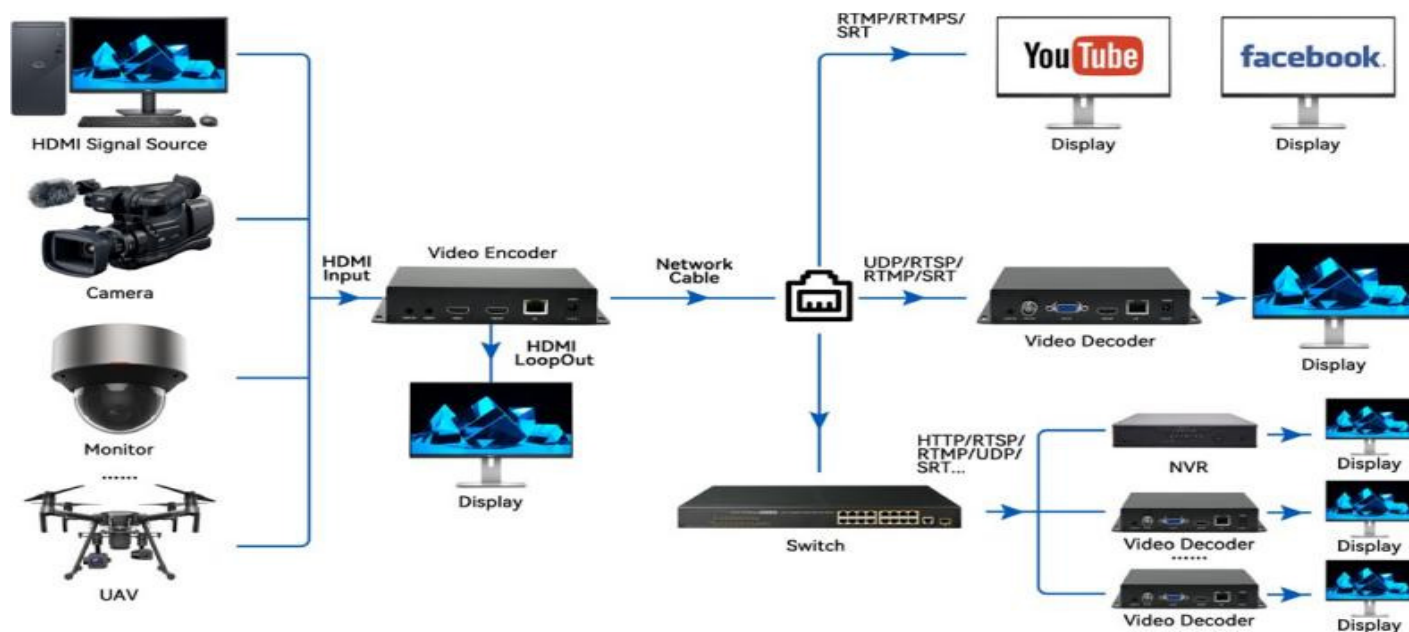 HDMI Signal Source
Camera
Monitor
......
UAV
HDMI
Input
Video Encoder
HDMI
LoopOut
Display
Network
Cable
RTMP/RTMPS/
SRT
YouTube
Display
facebook.
Display
UDP/RTSP/
RTMP/SRT
Video Decoder
Display
Switch
HTTP/RTSP/
RTMP/UDP/
SRT...
NVR
Display
Video Decoder
Display
......
Video Decoder
Display